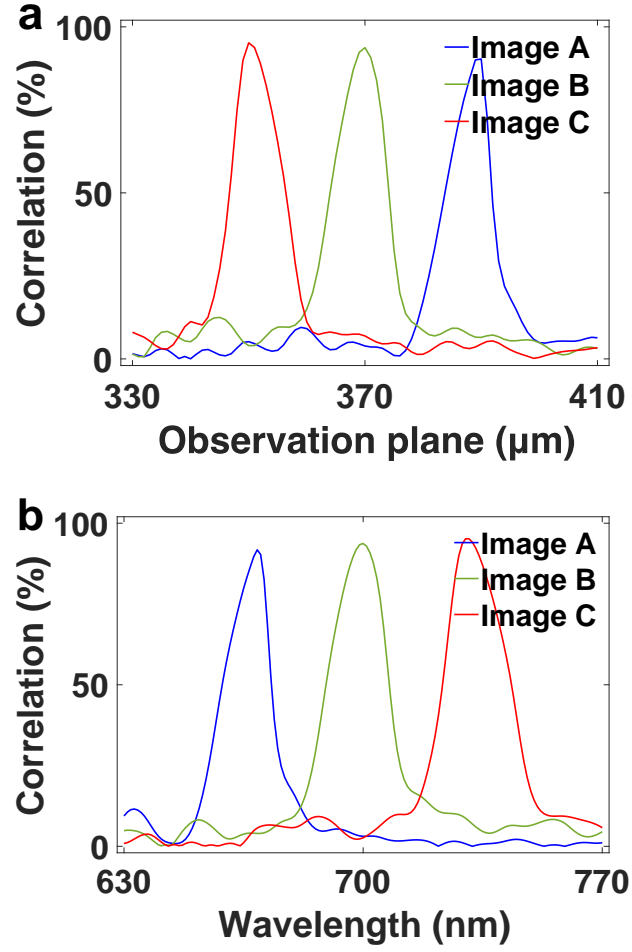 a
100
50
0
Correlation (%)
Image A
Image B
Image C
330
370
410
Observation plane (µm)
b
100
50
0
Correlation (%)
Image A
Image B
Image C
630
700
770
Wavelength (nm)